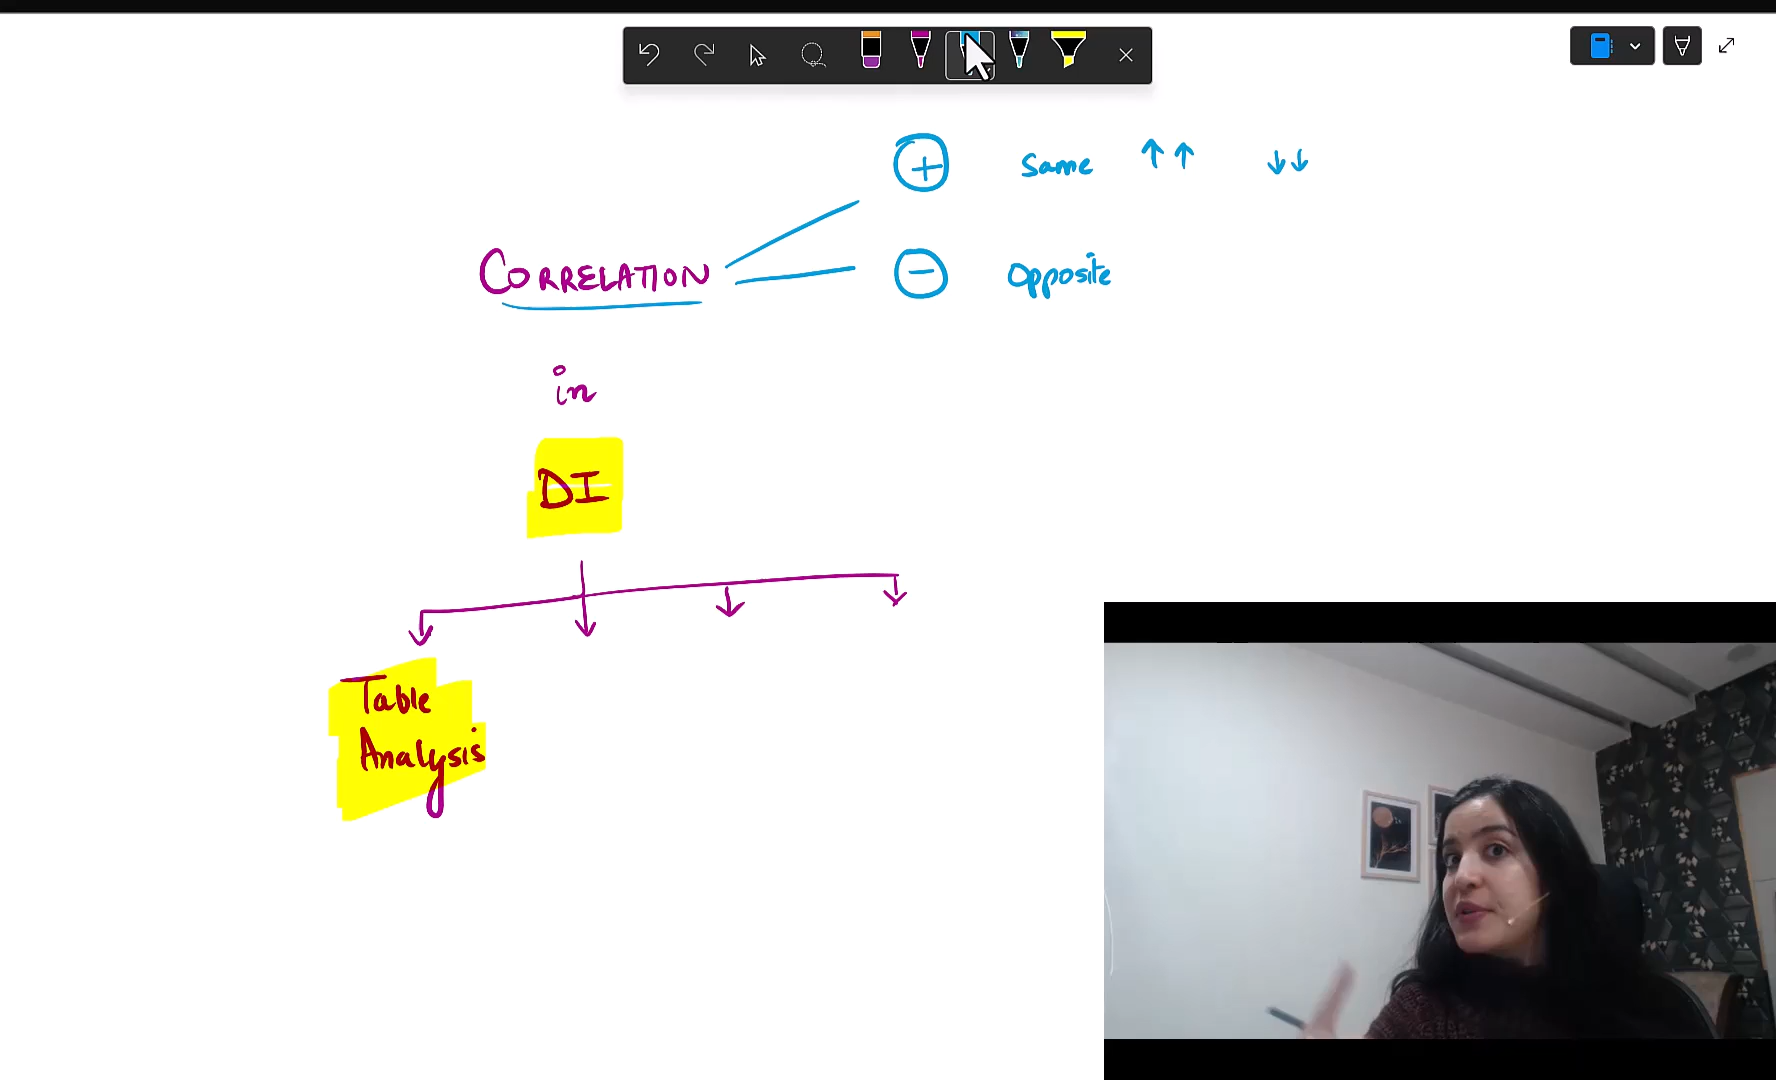 + Same ↑↑ ↓↓
CORRELATION
− Opposite
in
DI
Table
Analysis